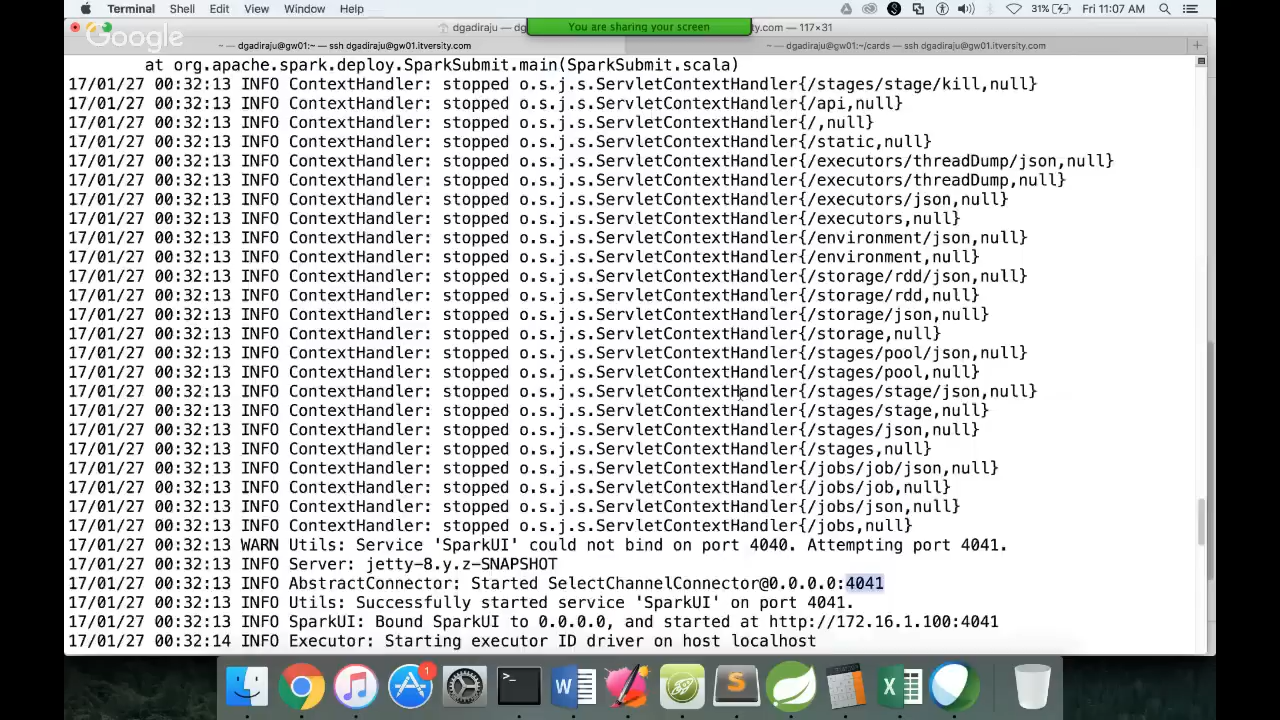 Terminal Shell Edit View Window Help 31% Fri 11:07 AM
dgadiraju
You are sharing your screen
y.com — 117×31
Google
~ — dgadiraju@gw01:~ — ssh dgadiraju@gw01.itversity.com
~ — dgadiraju@gw01:~/cards — ssh dgadiraju@gw01.itversity.com
at org.apache.spark.deploy.SparkSubmit.main(SparkSubmit.scala)
17/01/27 00:32:13 INFO ContextHandler: stopped o.s.j.s.ServletContextHandler{/stages/stage/kill,null}
17/01/27 00:32:13 INFO ContextHandler: stopped o.s.j.s.ServletContextHandler{/api,null}
17/01/27 00:32:13 INFO ContextHandler: stopped o.s.j.s.ServletContextHandler{/,null}
17/01/27 00:32:13 INFO ContextHandler: stopped o.s.j.s.ServletContextHandler{/static,null}
17/01/27 00:32:13 INFO ContextHandler: stopped o.s.j.s.ServletContextHandler{/executors/threadDump/json,null}
17/01/27 00:32:13 INFO ContextHandler: stopped o.s.j.s.ServletContextHandler{/executors/threadDump,null}
17/01/27 00:32:13 INFO ContextHandler: stopped o.s.j.s.ServletContextHandler{/executors/json,null}
17/01/27 00:32:13 INFO ContextHandler: stopped o.s.j.s.ServletContextHandler{/executors,null}
17/01/27 00:32:13 INFO ContextHandler: stopped o.s.j.s.ServletContextHandler{/environment/json,null}
17/01/27 00:32:13 INFO ContextHandler: stopped o.s.j.s.ServletContextHandler{/environment,null}
17/01/27 00:32:13 INFO ContextHandler: stopped o.s.j.s.ServletContextHandler{/storage/rdd/json,null}
17/01/27 00:32:13 INFO ContextHandler: stopped o.s.j.s.ServletContextHandler{/storage/rdd,null}
17/01/27 00:32:13 INFO ContextHandler: stopped o.s.j.s.ServletContextHandler{/storage/json,null}
17/01/27 00:32:13 INFO ContextHandler: stopped o.s.j.s.ServletContextHandler{/storage,null}
17/01/27 00:32:13 INFO ContextHandler: stopped o.s.j.s.ServletContextHandler{/stages/pool/json,null}
17/01/27 00:32:13 INFO ContextHandler: stopped o.s.j.s.ServletContextHandler{/stages/pool,null}
17/01/27 00:32:13 INFO ContextHandler: stopped o.s.j.s.ServletContextHandler{/stages/stage/json,null}
17/01/27 00:32:13 INFO ContextHandler: stopped o.s.j.s.ServletContextHandler{/stages/stage,null}
17/01/27 00:32:13 INFO ContextHandler: stopped o.s.j.s.ServletContextHandler{/stages/json,null}
17/01/27 00:32:13 INFO ContextHandler: stopped o.s.j.s.ServletContextHandler{/stages,null}
17/01/27 00:32:13 INFO ContextHandler: stopped o.s.j.s.ServletContextHandler{/jobs/job/json,null}
17/01/27 00:32:13 INFO ContextHandler: stopped o.s.j.s.ServletContextHandler{/jobs/job,null}
17/01/27 00:32:13 INFO ContextHandler: stopped o.s.j.s.ServletContextHandler{/jobs/json,null}
17/01/27 00:32:13 INFO ContextHandler: stopped o.s.j.s.ServletContextHandler{/jobs,null}
17/01/27 00:32:13 WARN Utils: Service 'SparkUI' could not bind on port 4040. Attempting port 4041.
17/01/27 00:32:13 INFO Server: jetty-8.y.z-SNAPSHOT
17/01/27 00:32:13 INFO AbstractConnector: Started SelectChannelConnector@0.0.0.0:4041
17/01/27 00:32:13 INFO Utils: Successfully started service 'SparkUI' on port 4041.
17/01/27 00:32:13 INFO SparkUI: Bound SparkUI to 0.0.0.0, and started at http://172.16.1.100:4041
17/01/27 00:32:14 INFO Executor: Starting executor ID driver on host localhost